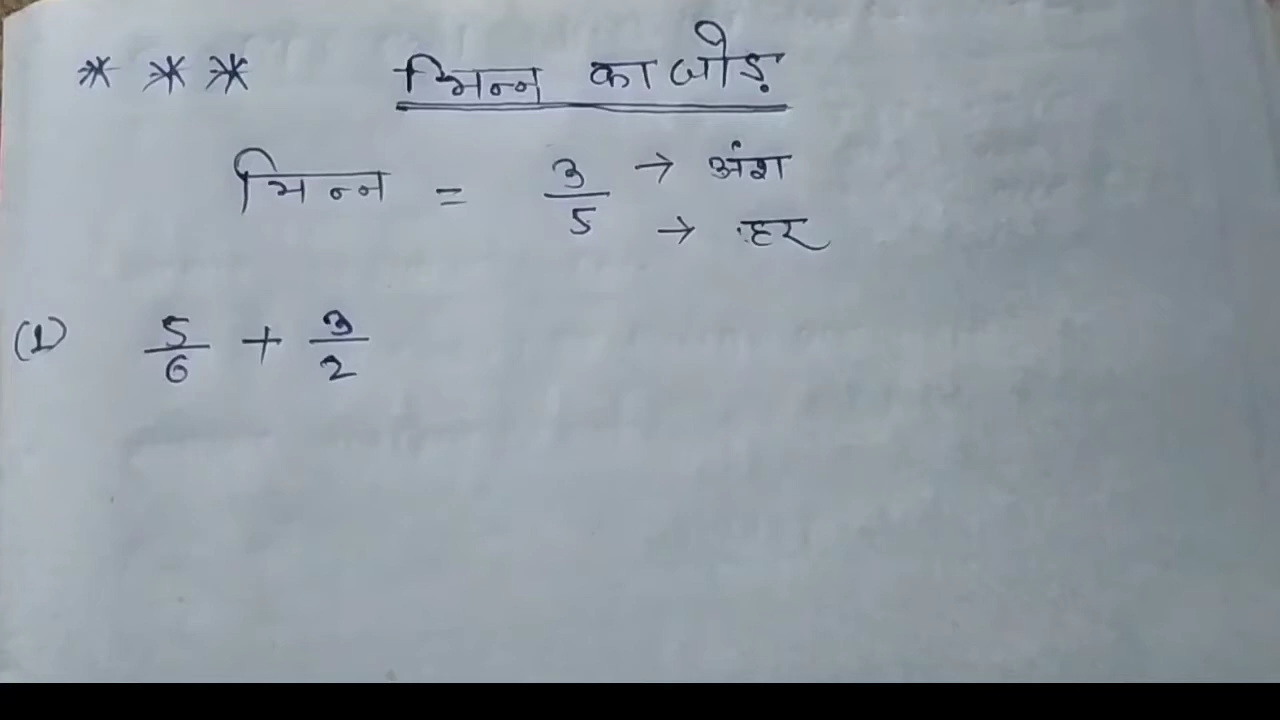 *** भिन्न का जोड़
भिन्न = 3/5 → अंश → हर
(1) 5/6 + 3/2